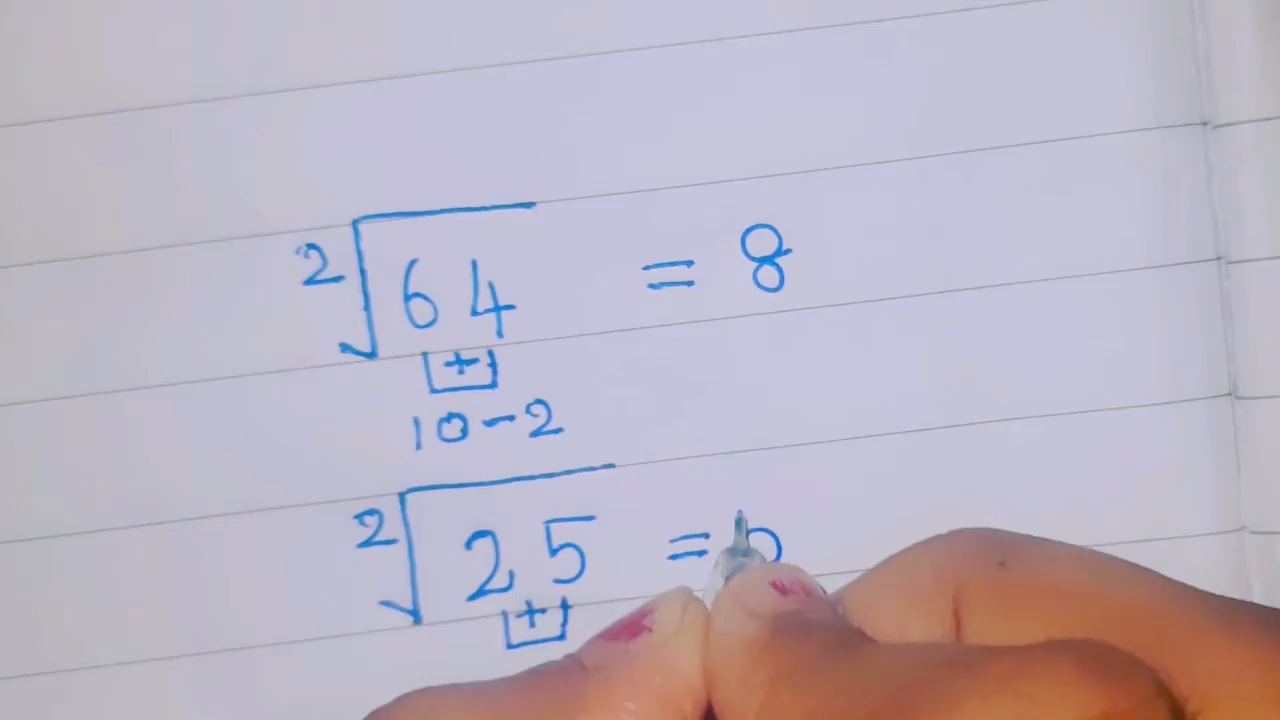 ²√64 = 8
+
10-2
²√25 =
+